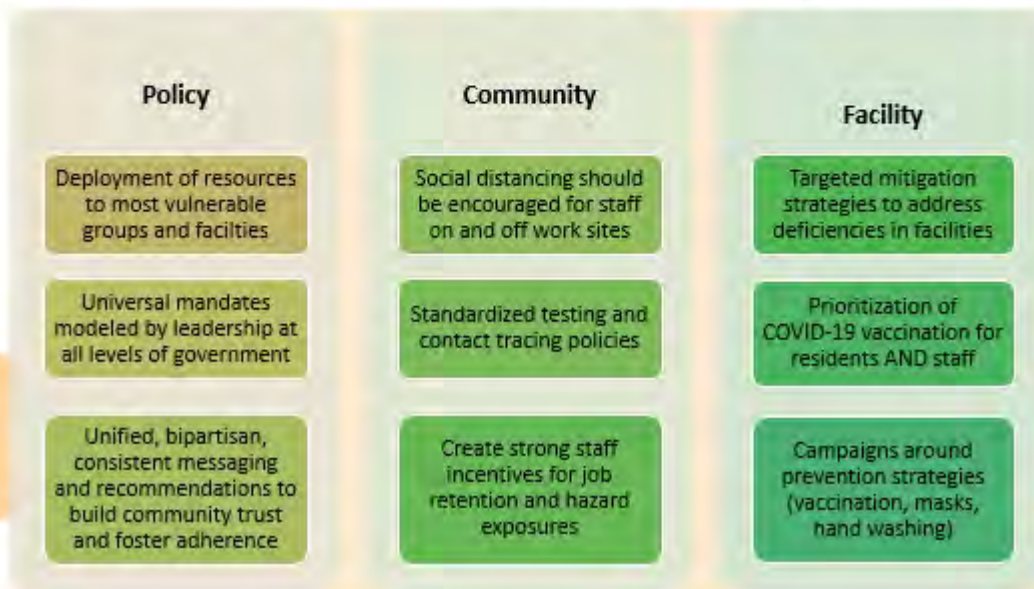 Policy
Deployment of resources
to most vulnerable
groups and facilties
Universal mandates
modeled by leadership at
all levels of government
Unified, bipartisan,
consistent messaging
and recommendations to
build community trust
and foster adherence
Community
Social distancing should
be encouraged for staff
on and off work sites
Standardized testing and
contact tracing policies
Create strong staff
incentives for job
retention and hazard
exposures
Facility
Targeted mitigation
strategies to address
deficiencies in facilities
Prioritization of
COVID-19 vaccination for
residents AND staff
Campaigns around
prevention strategies
(vaccination, masks,
hand washing)